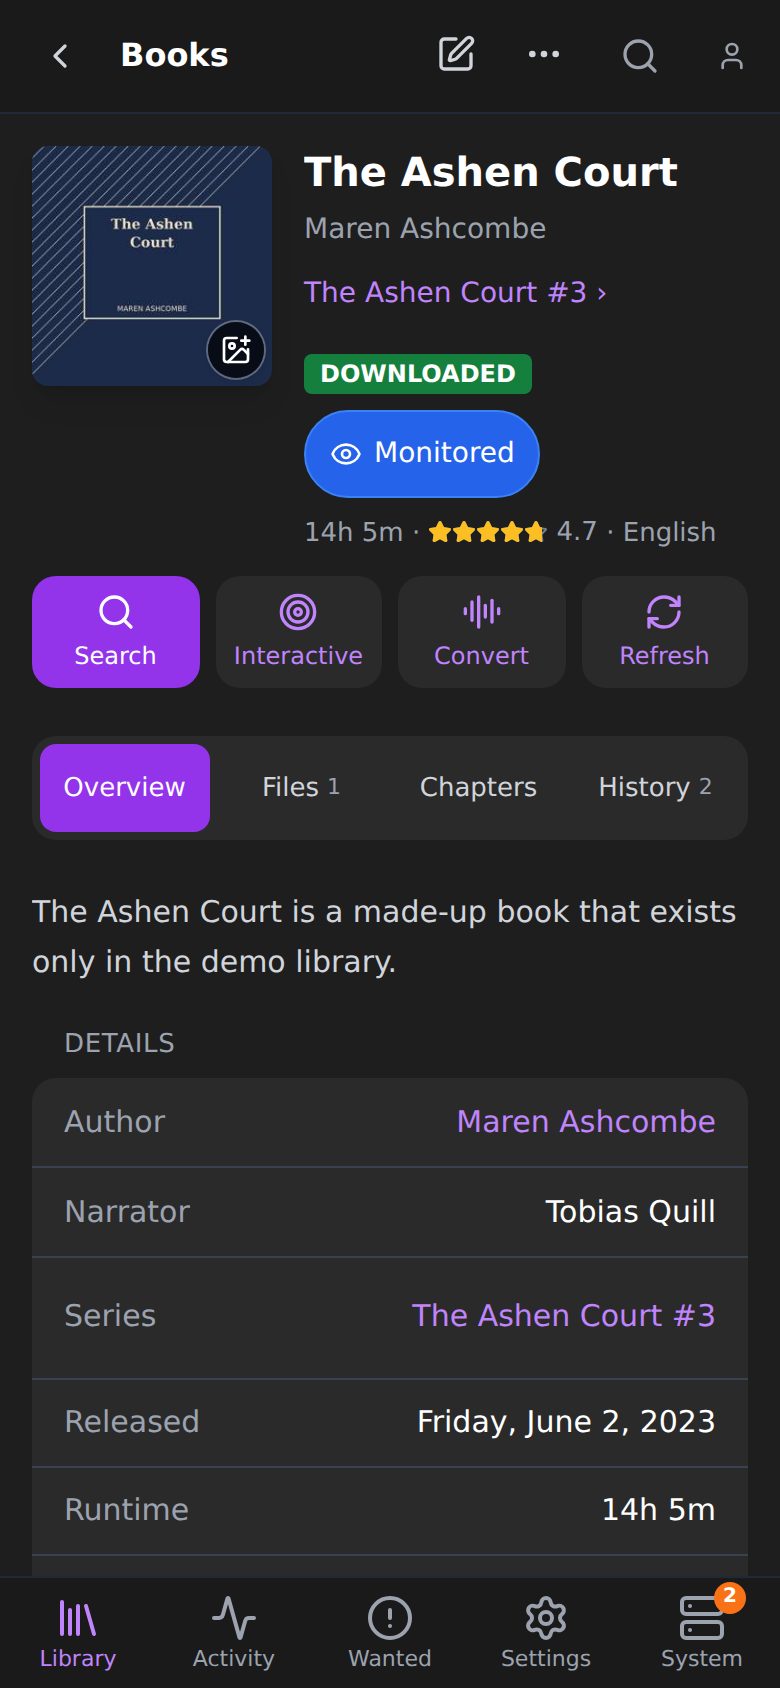 Books
The Ashen
Court
MAREN ASHCOMBE
The Ashen Court
Maren Ashcombe
The Ashen Court #3 ›
DOWNLOADED
Monitored
14h 5m · 4.7 · English
Search Interactive Convert Refresh
Overview Files 1 Chapters History 2
The Ashen Court is a made-up book that exists
only in the demo library.
DETAILS
Author Maren Ashcombe
Narrator Tobias Quill
Series The Ashen Court #3
Released Friday, June 2, 2023
Runtime 14h 5m
2
Library Activity Wanted Settings System